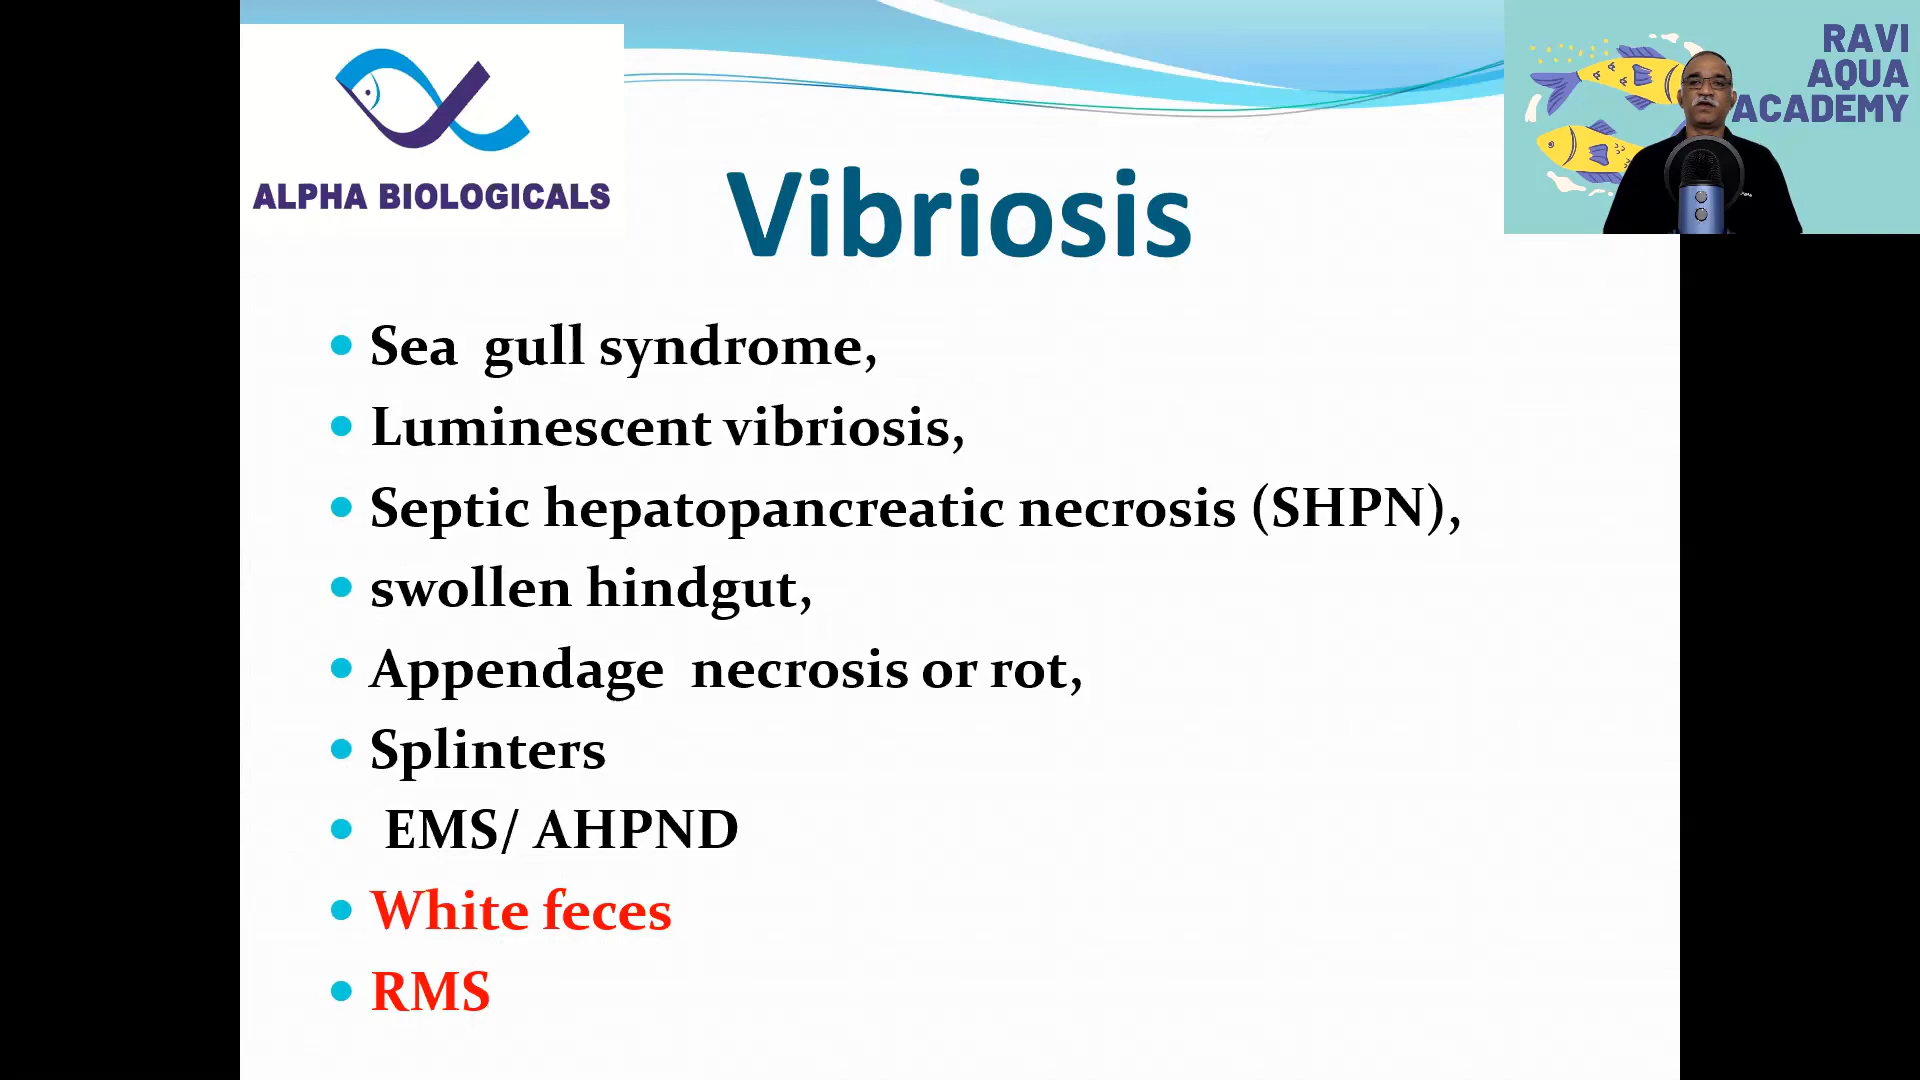 ALPHA BIOLOGICALS
RAVI
AQUA
ACADEMY
Vibriosis
• Sea gull syndrome,
• Luminescent vibriosis,
• Septic hepatopancreatic necrosis (SHPN),
• swollen hindgut,
• Appendage necrosis or rot,
• Splinters
• EMS/ AHPND
• White feces
• RMS